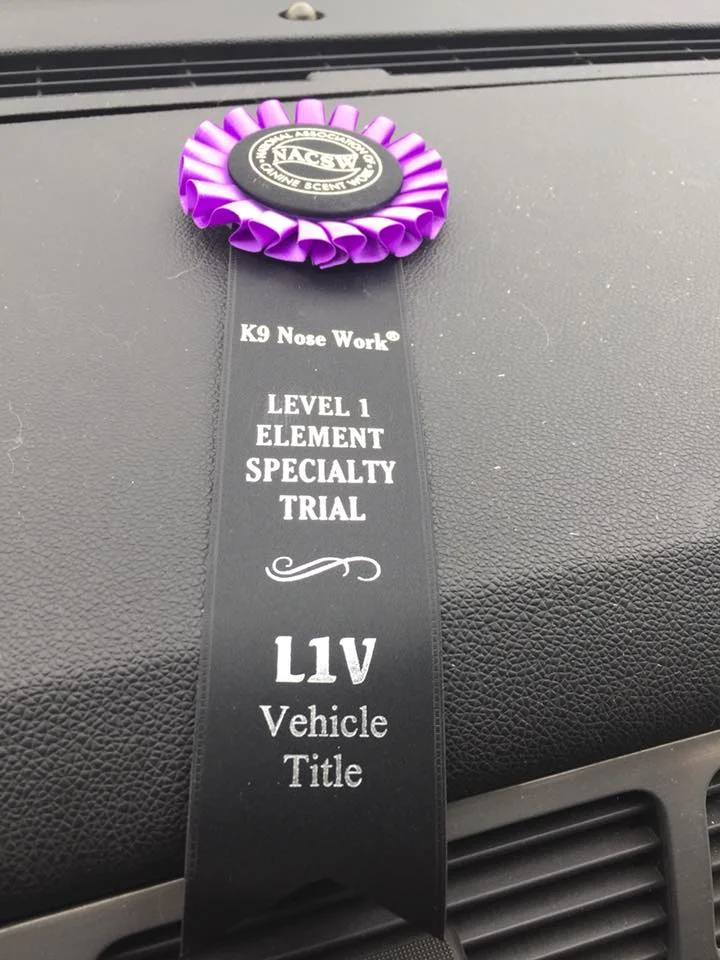 NATIONAL ASSOCIATION OF
NACSW
CANINE SCENT WORK
K9 Nose Work®
LEVEL 1
ELEMENT
SPECIALTY
TRIAL
L1V
Vehicle
Title